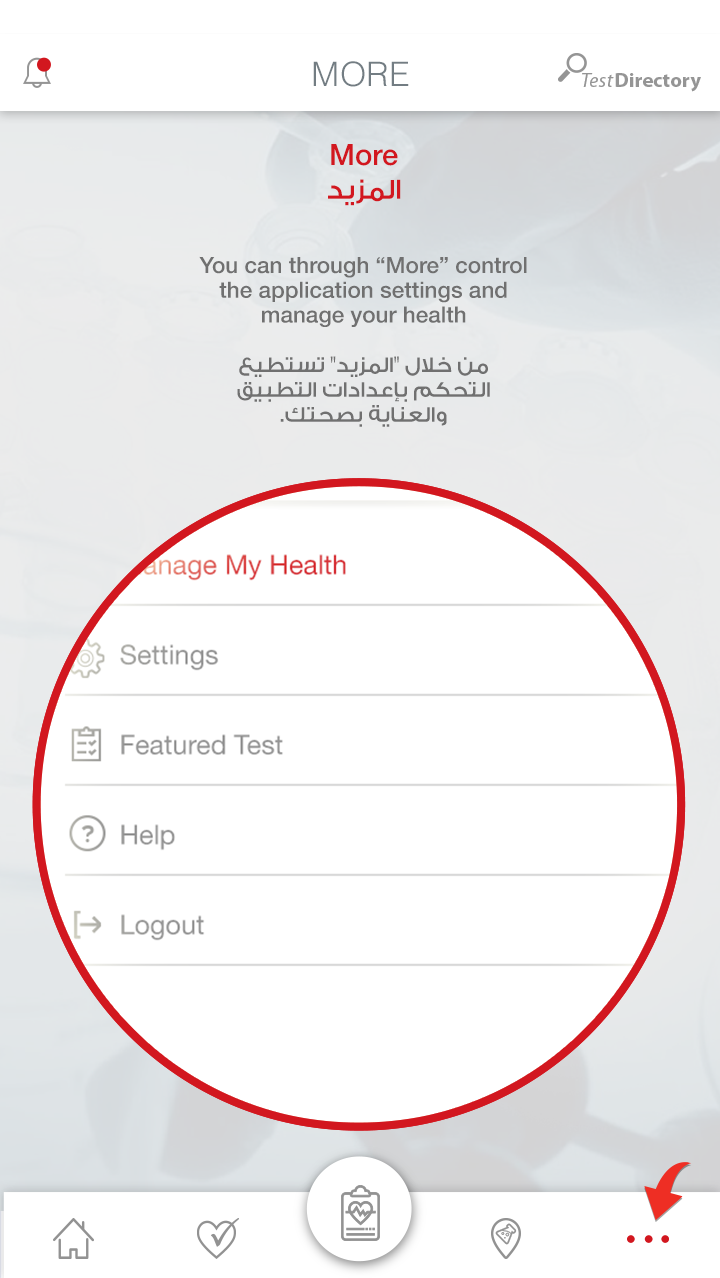 MORE
TestDirectory
More
المزيد
You can through “More” control
the application settings and
manage your health
من خلال "المزيد" تستطيع
التحكم بإعدادات التطبيق
والعناية بصحتك.
anage My Health
Settings
Featured Test
Help
Logout